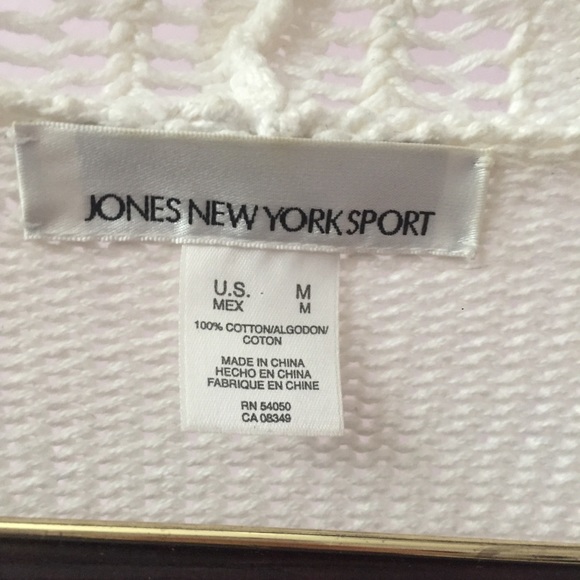 JONES NEW YORK SPORT
U.S. M
MEX M
100% COTTON/ALGODON/
COTON
MADE IN CHINA
HECHO EN CHINA
FABRIQUE EN CHINE
RN 54050
CA 08349